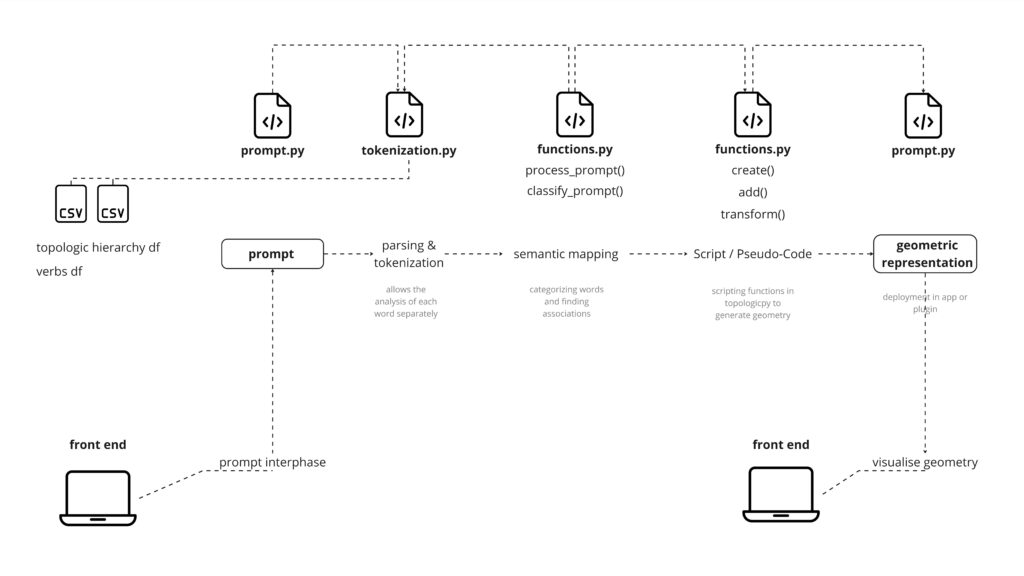 prompt.py
tokenization.py
functions.py
process_prompt()
classify_prompt()
functions.py
create()
add()
transform()
prompt.py
CSV
CSV
topologic hierarchy df
verbs df
prompt
parsing &
tokenization
semantic mapping
Script / Pseudo-Code
geometric
representation
allows the
analysis of each
word separately
categorizing words
and finding
associations
scripting functions in
topologicpy to
generate geometry
deployment in app or
plugin
front end
prompt interphase
front end
visualise geometry